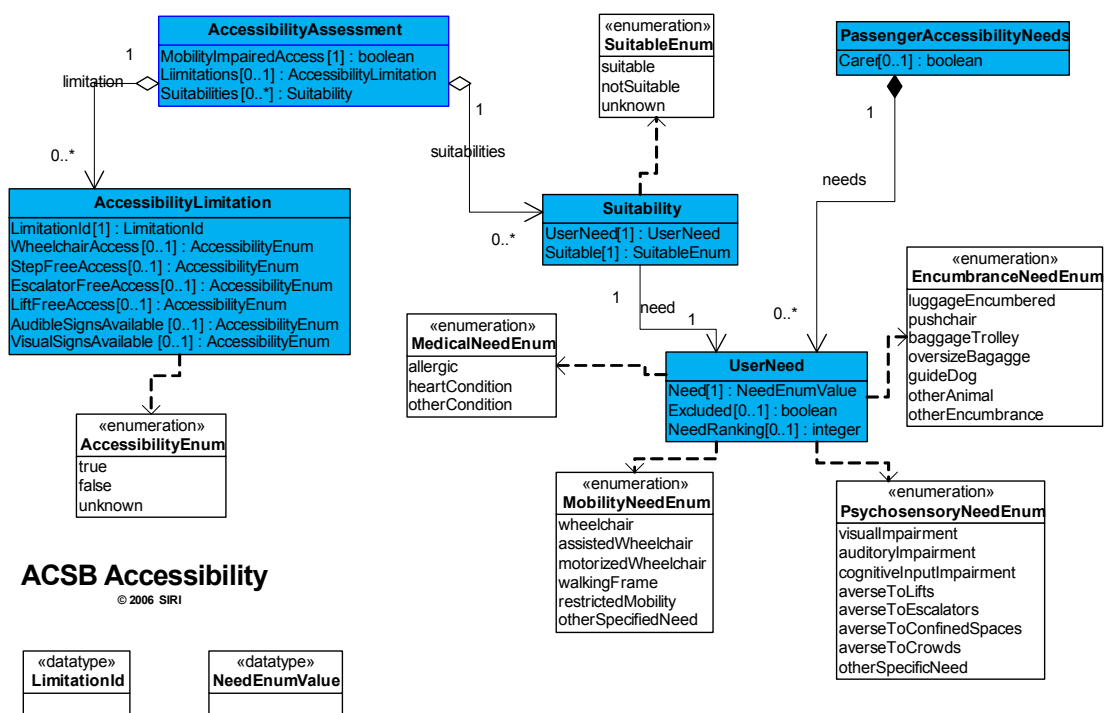 AccessibilityAssessment
MobilityImpairedAccess [1] : boolean
Liimitations[0..1] : AccessibilityLimitation
Suitabilities [0..*] : Suitability
1
limitation
0..*
1
suitabilities
0..*
«enumeration»
SuitableEnum
suitable
notSuitable
unknown
PassengerAccessibilityNeeds
Carer[0..1] : boolean
1
needs
0..*
AccessibilityLimitation
LimitationId[1] : LimitationId
WheelchairAccess[0..1] : AccessibilityEnum
StepFreeAccess[0..1] : AccessibilityEnum
EscalatorFreeAccess[0..1] : AccessibilityEnum
LiftFreeAccess[0..1] : AccessibilityEnum
AudibleSignsAvailable [0..1] : AccessibilityEnum
VisualSignsAvailable [0..1] : AccessibilityEnum
Suitability
UserNeed[1] : UserNeed
Suitable[1] : SuitableEnum
1
need
1
«enumeration»
EncumbranceNeedEnum
luggageEncumbered
pushchair
baggageTrolley
oversizeBagagge
guideDog
otherAnimal
otherEncumbrance
«enumeration»
MedicalNeedEnum
allergic
heartCondition
otherCondition
UserNeed
Need[1] : NeedEnumValue
Excluded[0..1] : boolean
NeedRanking[0..1] : integer
«enumeration»
AccessibilityEnum
true
false
unknown
«enumeration»
MobilityNeedEnum
wheelchair
assistedWheelchair
motorizedWheelchair
walkingFrame
restrictedMobility
otherSpecifiedNeed
«enumeration»
PsychosensoryNeedEnum
visualImpairment
auditoryImpairment
cognitiveInputImpairment
averseToLifts
averseToEscalators
averseToConfinedSpaces
averseToCrowds
otherSpecificNeed
ACSB Accessibility
© 2006 SIRI
«datatype»
LimitationId
«datatype»
NeedEnumValue